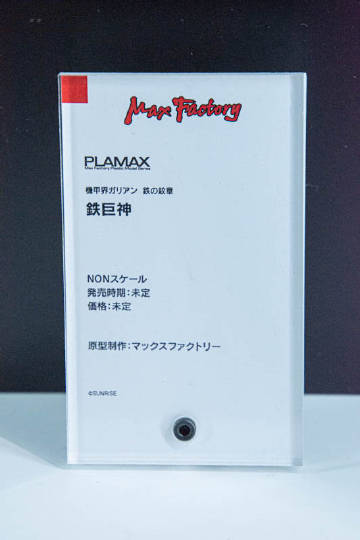 Max Factory
PLAMAX
Max Factory Plastic Model Series
機甲界ガリアン 鉄の紋章
鉄巨神
NONスケール
発売時期：未定
価格：未定
原型制作：マックスファクトリー
©SUNRISE